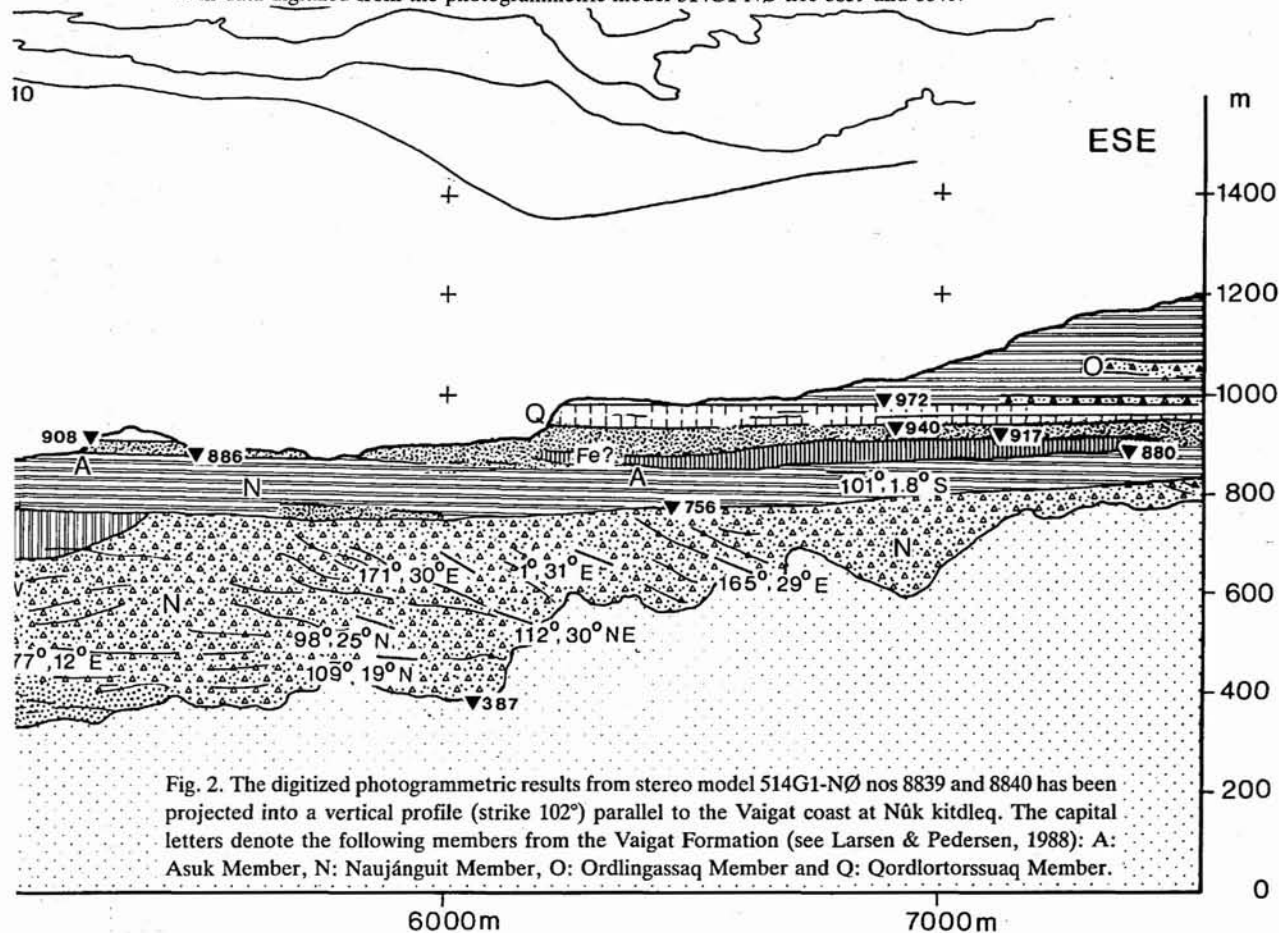 10
m
ESE
1400
1200
O
1000
Q
972
908
940
917
A
886
Fe?
880
N
A
101°, 1.8° S
800
756
N
171°, 30° E
1° 31° E
165°, 29° E
600
N
98°, 25° N
112°, 30° NE
77°, 12° E
109°, 19° N
387
400
Fig. 2. The digitized photogrammetric results from stereo model 514G1-NØ nos 8839 and 8840 has been
projected into a vertical profile (strike 102°) parallel to the Vaigat coast at Nûk kitdleq. The capital
letters denote the following members from the Vaigat Formation (see Larsen & Pedersen, 1988): A:
Asuk Member, N: Naujánguit Member, O: Ordlingassaq Member and Q: Qordlortorssuaq Member.
200
0
6000m
7000m